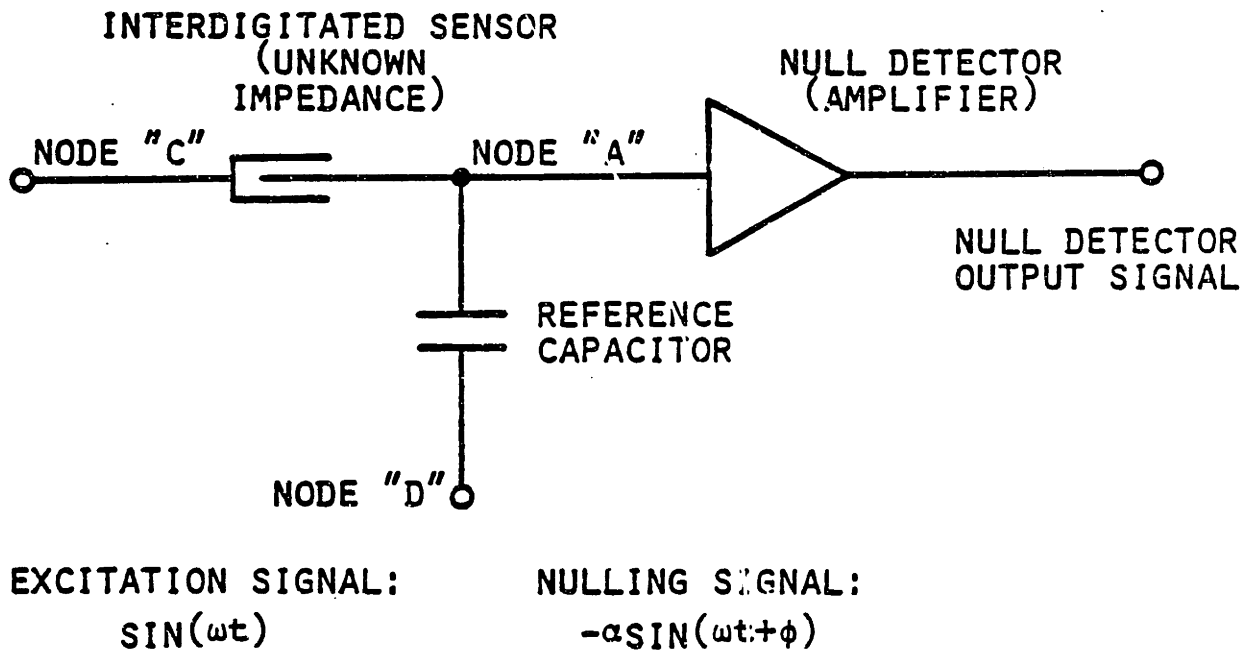 INTERDIGITATED SENSOR
(UNKNOWN
IMPEDANCE)
NULL DETECTOR
(AMPLIFIER)
NODE "C"
NODE "A"
NULL DETECTOR
OUTPUT SIGNAL
REFERENCE
CAPACITOR
NODE "D"
EXCITATION SIGNAL:
SIN(ωt)
NULLING SIGNAL:
-αSIN(ωt+φ)